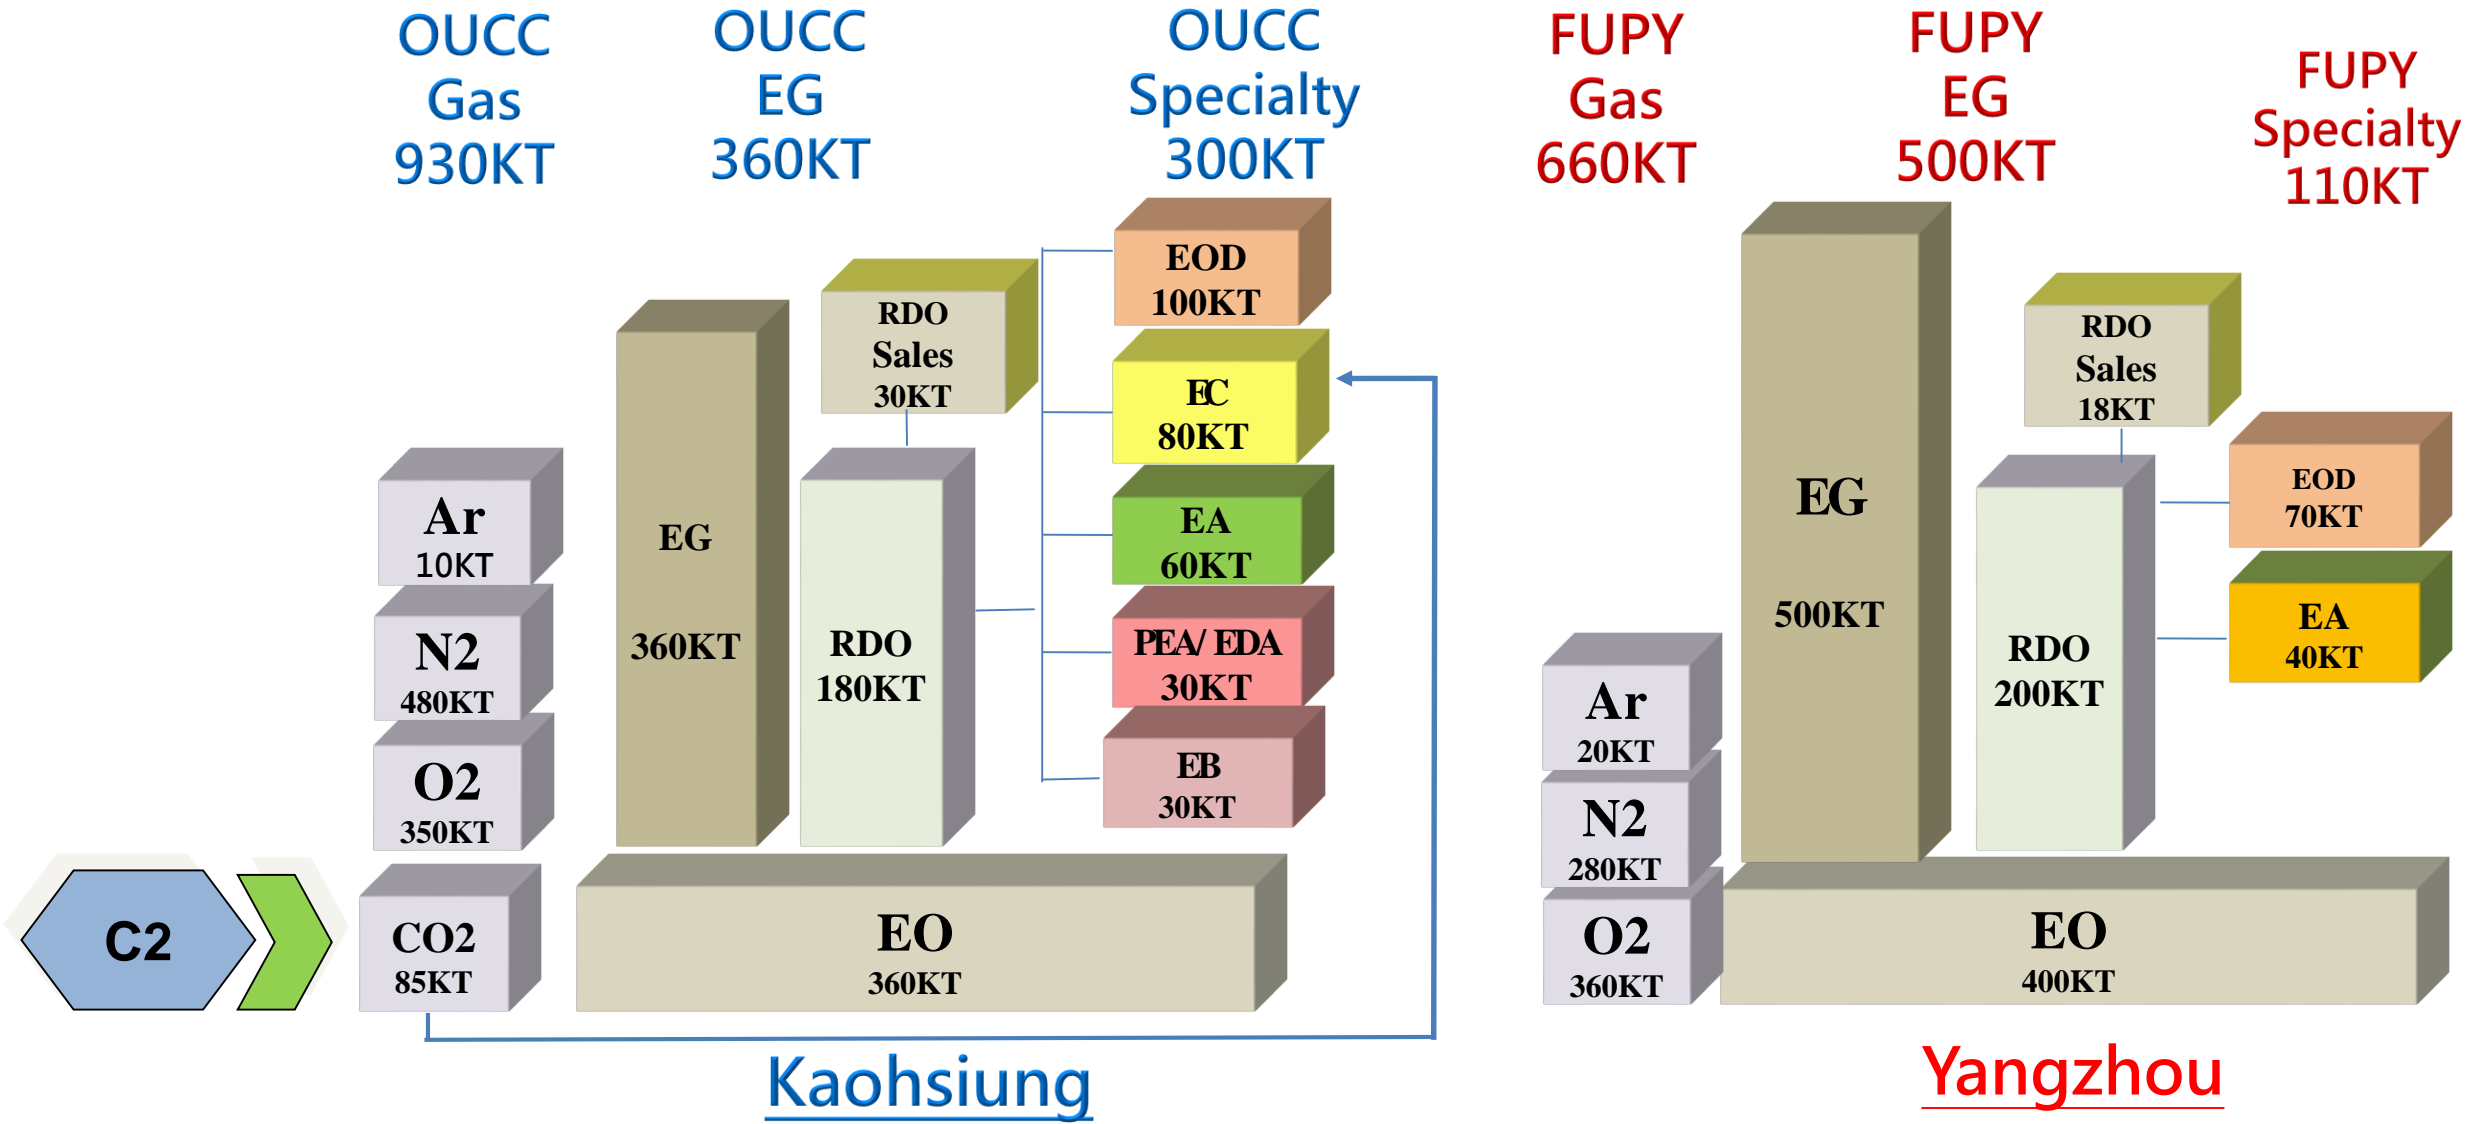 OUCC
Gas
930KT
OUCC
EG
360KT
OUCC
Specialty
300KT
FUPY
Gas
660KT
FUPY
EG
500KT
FUPY
Specialty
110KT
C2
Ar
10KT
N2
480KT
O2
350KT
CO2
85KT
EG
360KT
RDO
Sales
30KT
RDO
180KT
EOD
100KT
EC
80KT
EA
60KT
PEA/ EDA
30KT
EB
30KT
EO
360KT
Kaohsiung
Ar
20KT
N2
280KT
O2
360KT
EG
500KT
RDO
Sales
18KT
RDO
200KT
EOD
70KT
EA
40KT
EO
400KT
Yangzhou